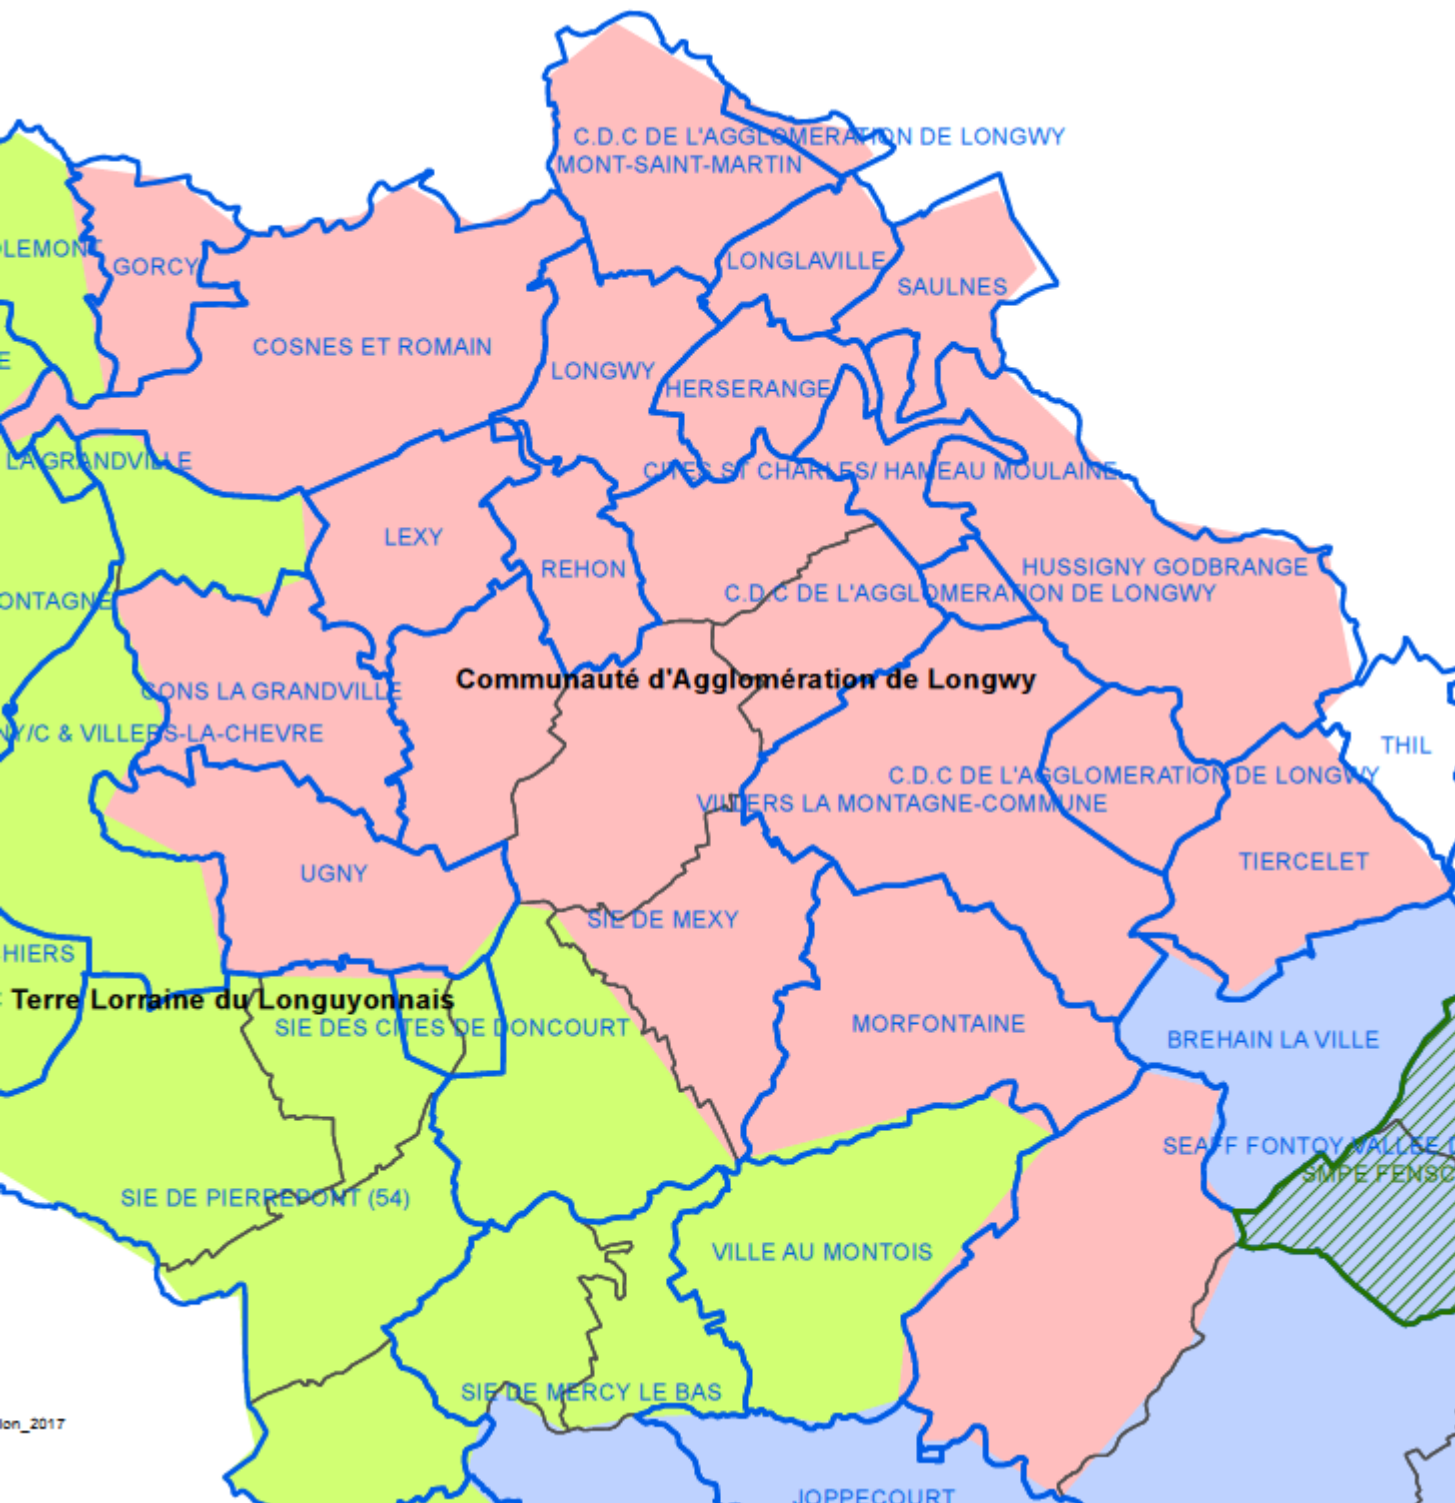 C.D.C DE L'AGGLOMERATION DE LONGWY
MONT-SAINT-MARTIN
LEMONT
GORCY
LONGLAVILLE
SAULNES
COSNES ET ROMAIN
E
LONGWY
HERSERANGE
LA GRANDVILLE
CITES ST CHARLES/ HAMEAU MOULAINE
LEXY
REHON
HUSSIGNY GODBRANGE
ONTAGNE
C.D.C DE L'AGGLOMERATION DE LONGWY
Communauté d'Agglomération de Longwy
CONS LA GRANDVILLE
NY/C & VILLERS-LA-CHEVRE
THIL
C.D.C DE L'AGGLOMERATION DE LONGWY
VILLERS LA MONTAGNE-COMMUNE
TIERCELET
UGNY
SIE DE MEXY
HIERS
Terre Lorraine du Longuyonnais
SIE DES CITES DE DONCOURT
MORFONTAINE
BREHAIN LA VILLE
SEAFF FONTOY VALLEE
SMPE FENSC
SIE DE PIERREPONT (54)
VILLE AU MONTOIS
SIE DE MERCY LE BAS
ion_2017
JOPPECOURT